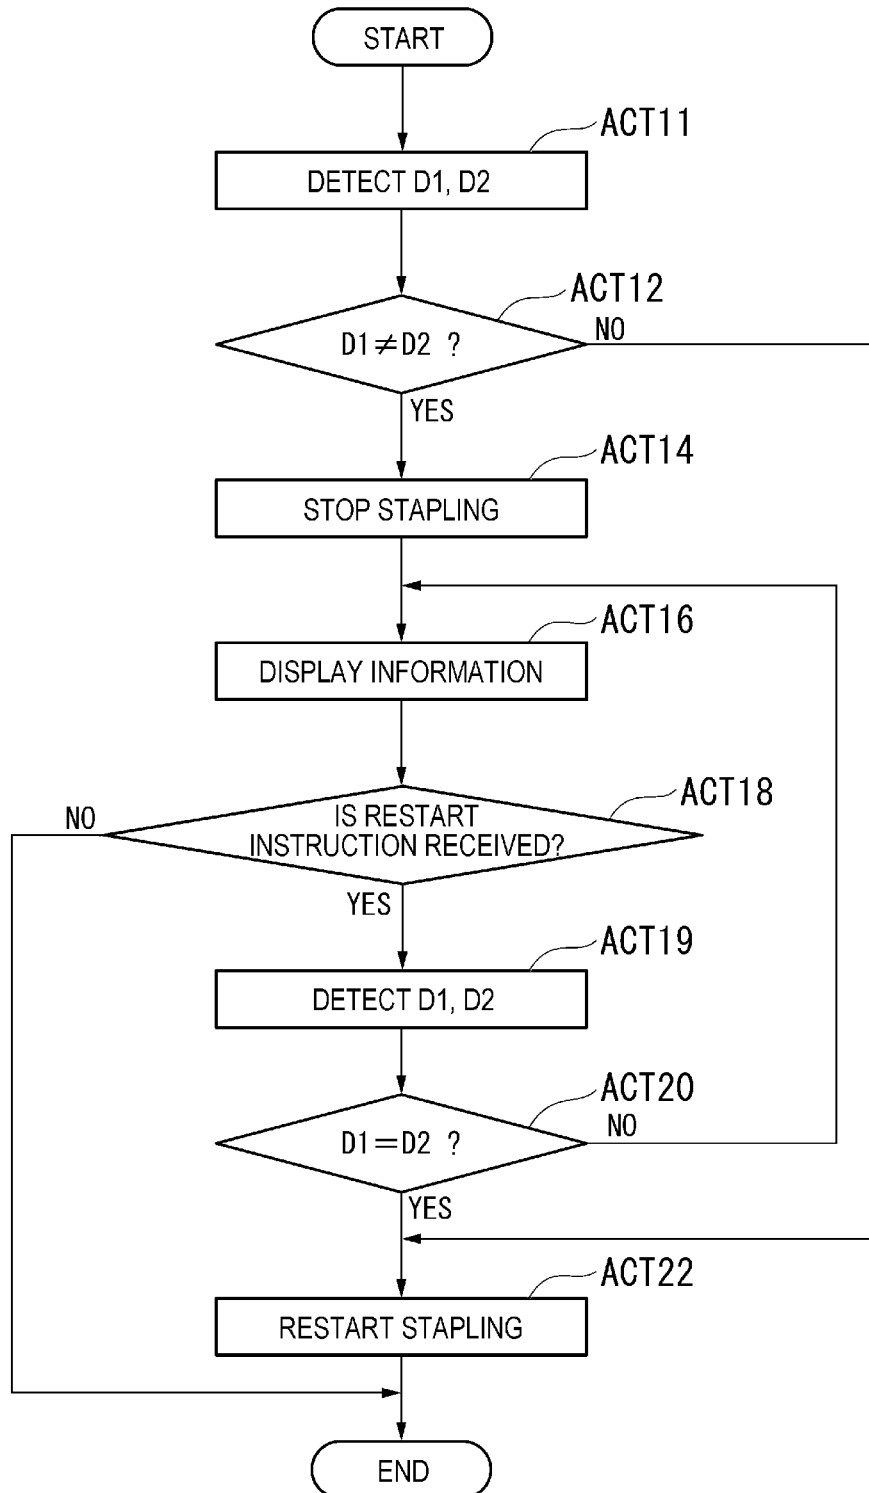 START
ACT11
DETECT D1, D2
ACT12
D1≠D2 ?
NO
YES
ACT14
STOP STAPLING
ACT16
DISPLAY INFORMATION
ACT18
NO
IS RESTART
INSTRUCTION RECEIVED?
YES
ACT19
DETECT D1, D2
ACT20
D1=D2 ?
NO
YES
ACT22
RESTART STAPLING
END